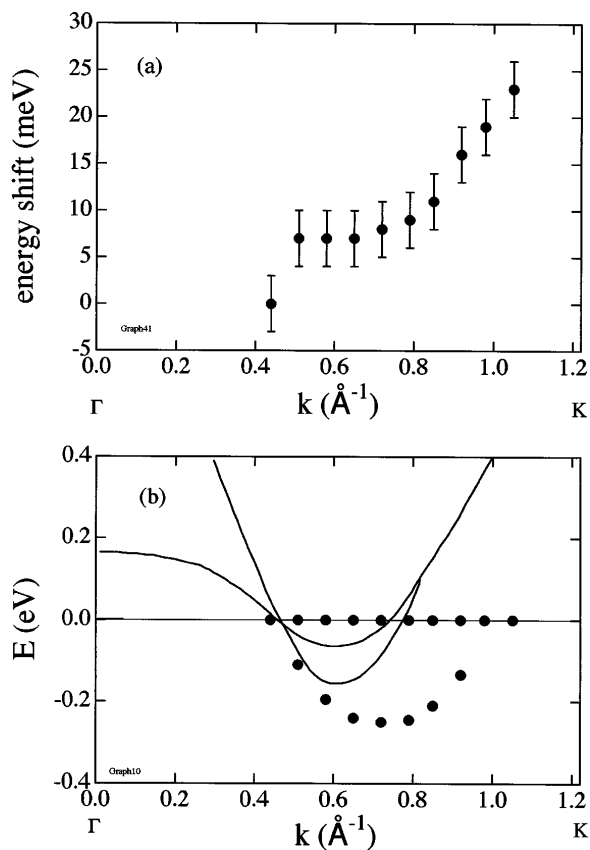 (a)
energy shift (meV)
30
25
20
15
10
5
0
-5
Graph41
0.0 0.2 0.4 0.6 0.8 1.0 1.2
Γ k (Å⁻¹) K
(b)
E (eV)
0.4
0.2
0.0
-0.2
-0.4
Graph10
0.0 0.2 0.4 0.6 0.8 1.0 1.2
Γ k (Å⁻¹) K